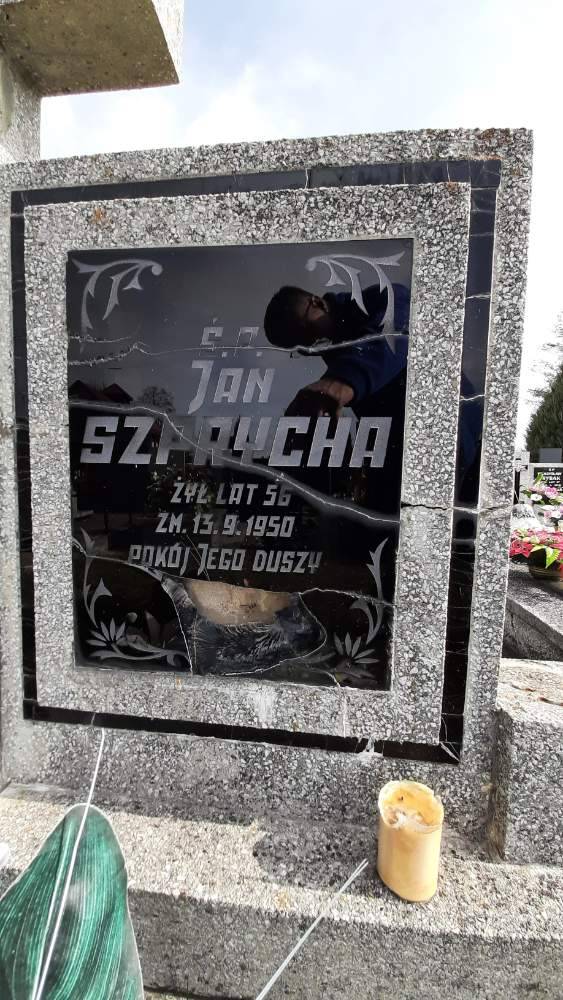 Ś.P.
JAN
SZPRYCHA
ŻYŁ LAT 56
ZM. 13.9.1950
POKÓJ JEGO DUSZY